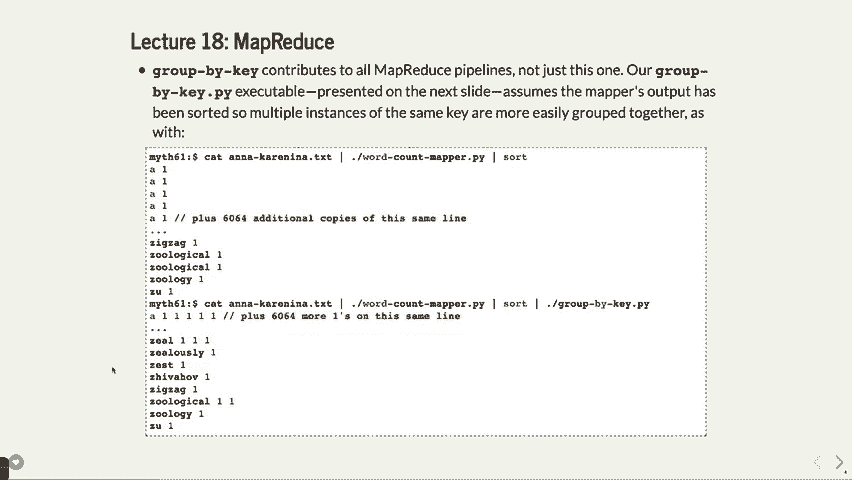 Lecture 18: MapReduce
• group-by-key contributes to all MapReduce pipelines, not just this one. Our group-
by-key.py executable—presented on the next slide—assumes the mapper's output has
been sorted so multiple instances of the same key are more easily grouped together, as
with:
myth61:$ cat anna-karenina.txt | ./word-count-mapper.py | sort
a 1
a 1
a 1
a 1
a 1 // plus 6064 additional copies of this same line
...
zigzag 1
zoological 1
zoological 1
zoology 1
zu 1
myth61:$ cat anna-karenina.txt | ./word-count-mapper.py | sort | ./group-by-key.py
a 1 1 1 1 1 // plus 6064 more 1's on this same line
...
zeal 1 1 1
zealously 1
zest 1
zhivahov 1
zigzag 1
zoological 1 1
zoology 1
zu 1